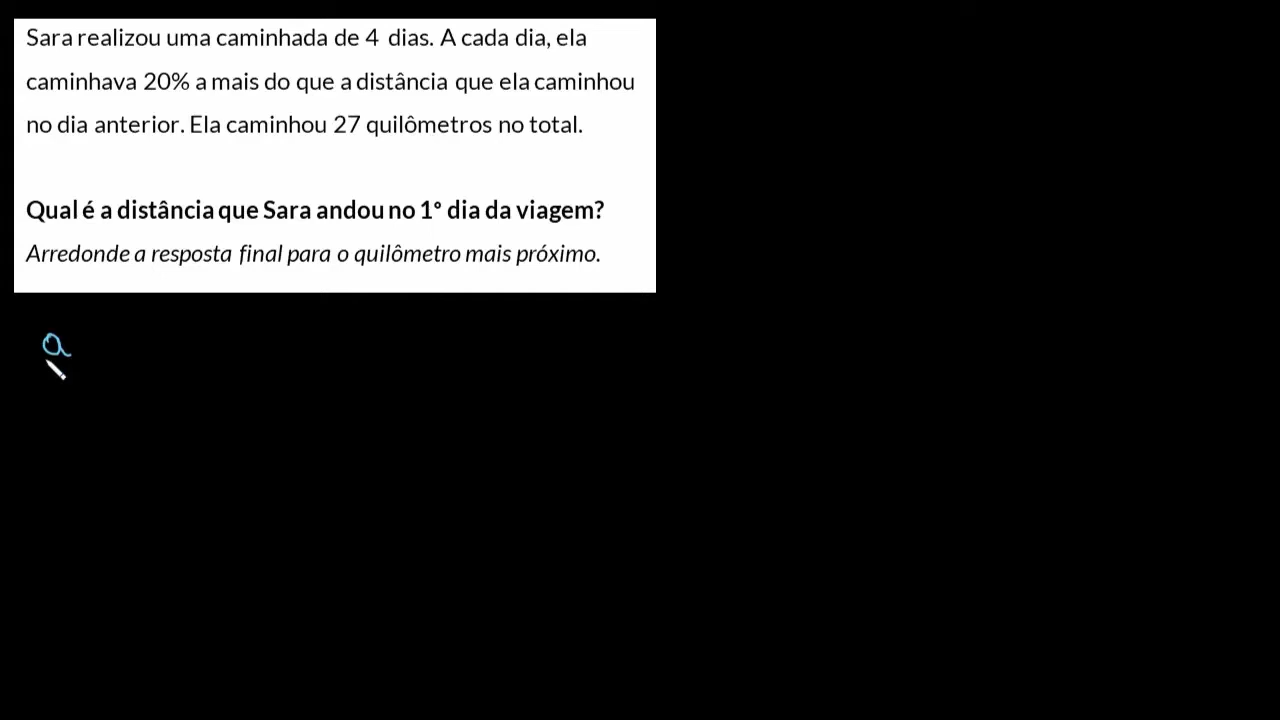 Sara realizou uma caminhada de 4 dias. A cada dia, ela
caminhava 20% a mais do que a distância que ela caminhou
no dia anterior. Ela caminhou 27 quilômetros no total.
Qual é a distância que Sara andou no 1° dia da viagem?
Arredonde a resposta final para o quilômetro mais próximo.
a